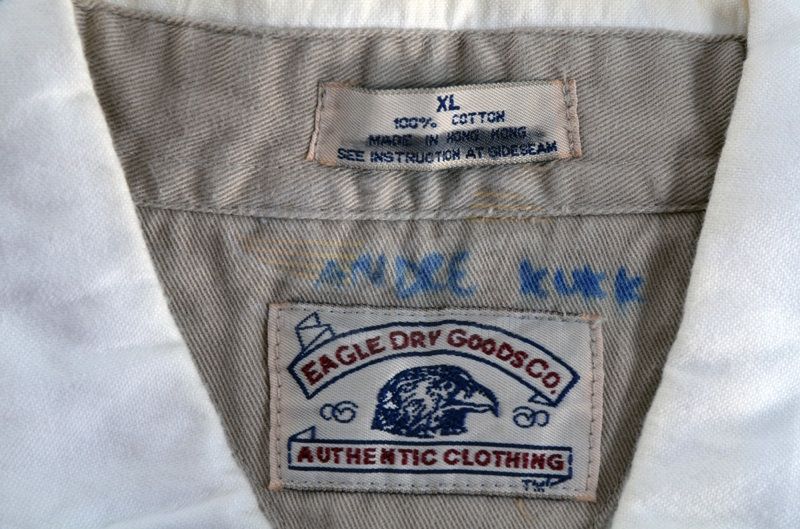 XL
100% COTTON
MADE IN HONG KONG
SEE INSTRUCTION AT SIDESEAM
ANDRE KUKK
EAGLE DRY GOODS CO.
AUTHENTIC CLOTHING
TM